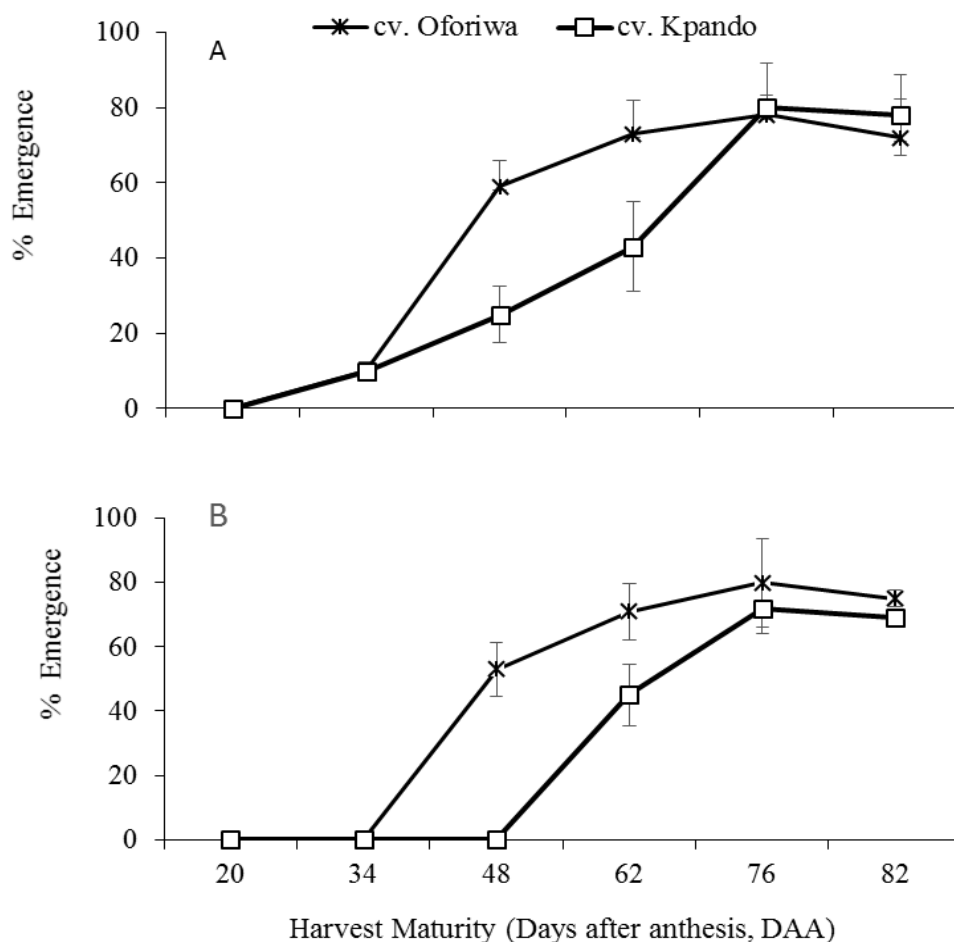 cv. Oforiwa cv. Kpando
A
100
80
60
40
20
0
% Emergence
B
100
80
60
40
20
0
% Emergence
20 34 48 62 76 82
Harvest Maturity (Days after anthesis, DAA)